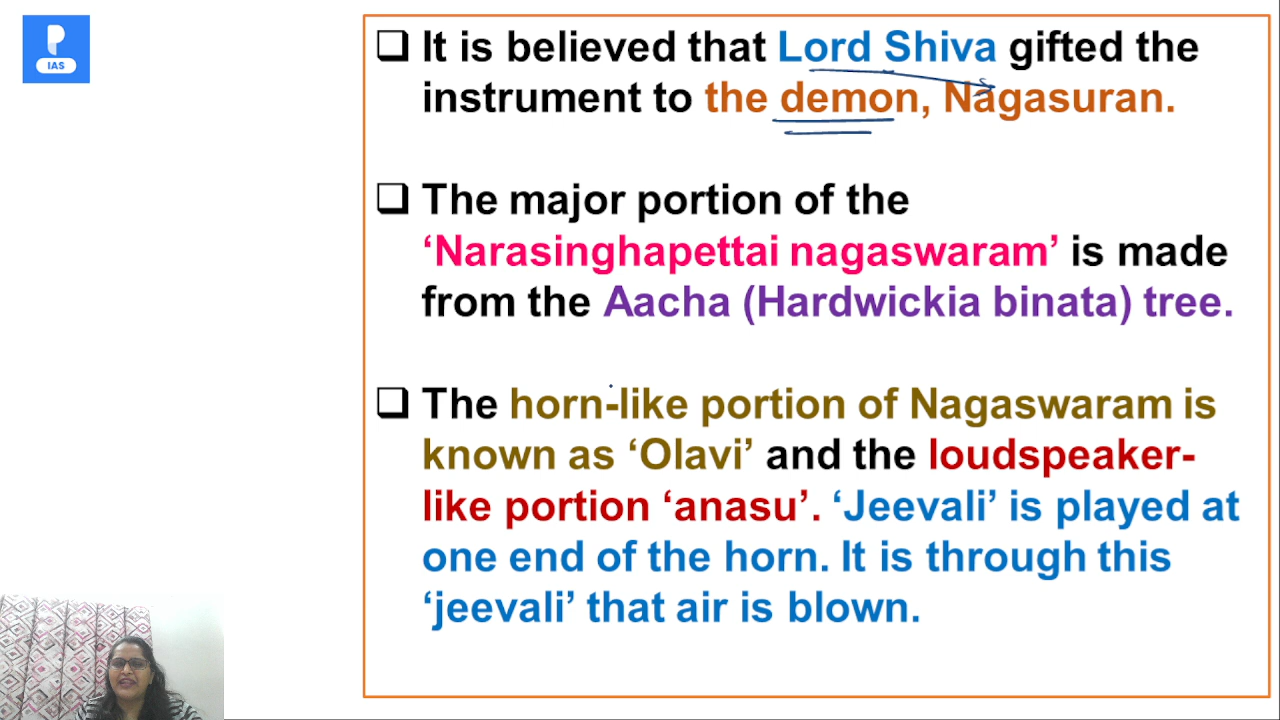 IAS
❑ It is believed that Lord Shiva gifted the
instrument to the demon, Nagasuran.
❑ The major portion of the
‘Narasinghapettai nagaswaram’ is made
from the Aacha (Hardwickia binata) tree.
❑ The horn-like portion of Nagaswaram is
known as ‘Olavi’ and the loudspeaker-
like portion ‘anasu’. ‘Jeevali’ is played at
one end of the horn. It is through this
‘jeevali’ that air is blown.